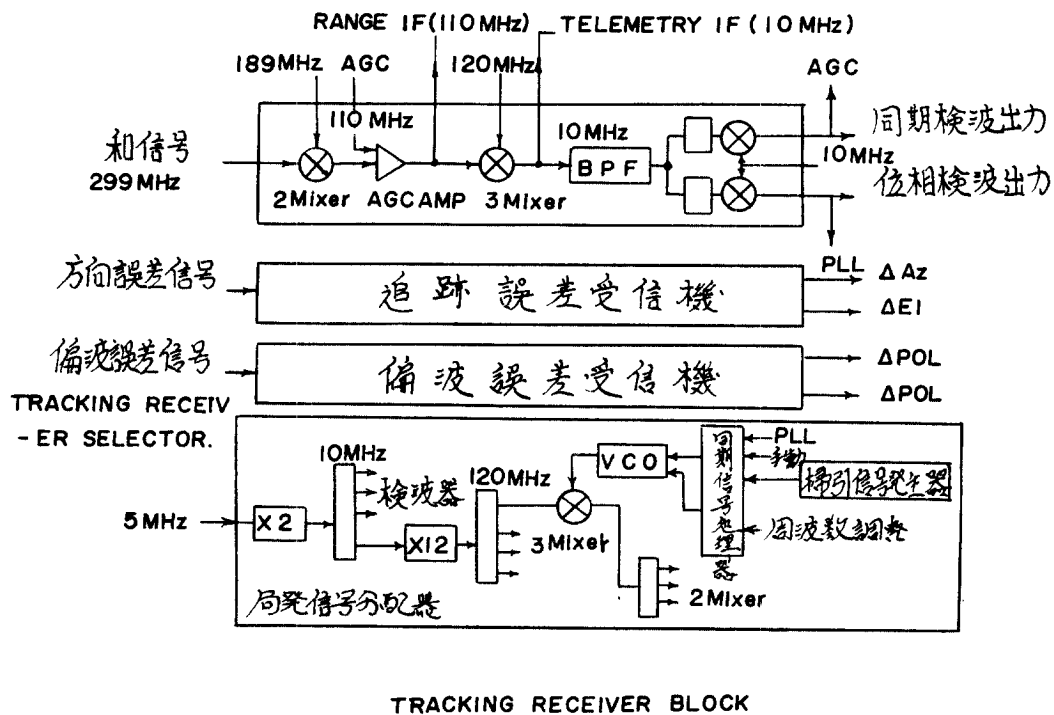 RANGE IF(110MHz)
TELEMETRY IF (10MHz)
189MHz
AGC
120MHz
AGC
110 MHz
10MHz
同期検波出力
和信号
299MHz
BPF
10MHz
2Mixer
AGCAMP
3Mixer
位相検波出力
方向誤差信号
追跡誤差受信機
PLL
ΔAz
ΔEl
偏波誤差信号
偏波誤差受信機
ΔPOL
ΔPOL
TRACKING RECEIV
-ER SELECTOR.
10MHz
検波器
120MHz
VCO
同期信号処理器
PLL
手動
掃引信号発生器
5MHz
X2
X12
3Mixer
周波数調整
2Mixer
局発信号分配器
TRACKING RECEIVER BLOCK